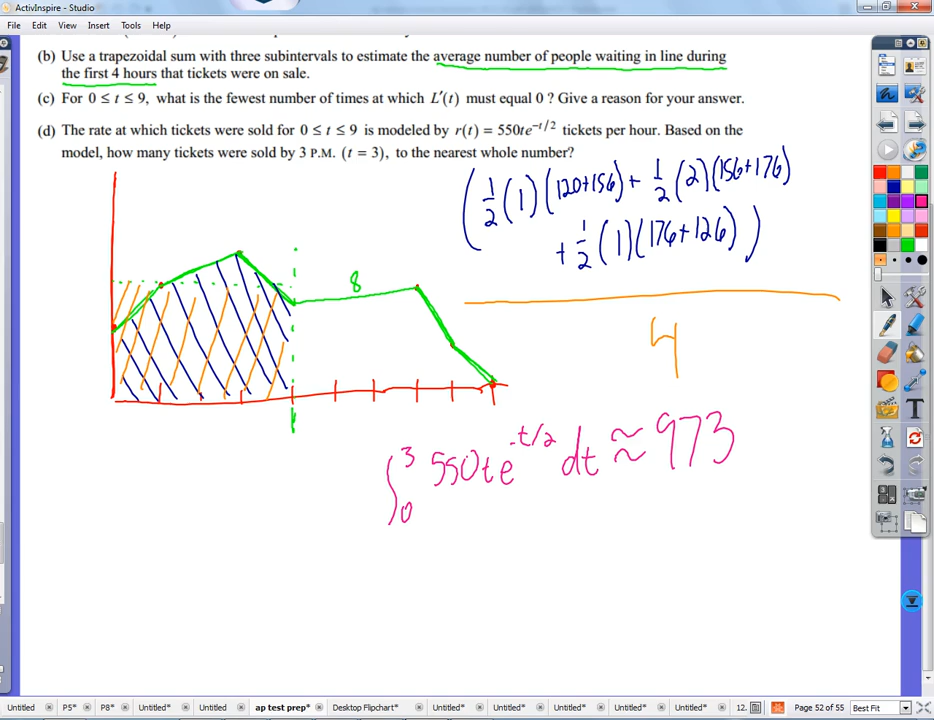 ActivInspire - Studio
File Edit View Insert Tools Help
(b) Use a trapezoidal sum with three subintervals to estimate the average number of people waiting in line during
the first 4 hours that tickets were on sale.
(c) For 0 ≤ t ≤ 9, what is the fewest number of times at which L′(t) must equal 0 ? Give a reason for your answer.
(d) The rate at which tickets were sold for 0 ≤ t ≤ 9 is modeled by r(t) = 550te^{-t/2} tickets per hour. Based on the
model, how many tickets were sold by 3 P.M. (t = 3), to the nearest whole number?
(1/2 (1)(120+156) + 1/2 (2)(156+176)
+ 1/2 (1)(176+126))
4
8
∫_0^3 550te^{-t/2} dt ≈ 973
Untitled P5* P8* Untitled* Untitled ap test prep* Desktop Flipchart* Untitled* Untitled* Untitled* Untitled* Untitled* 12. Page 52 of 55 Best Fit